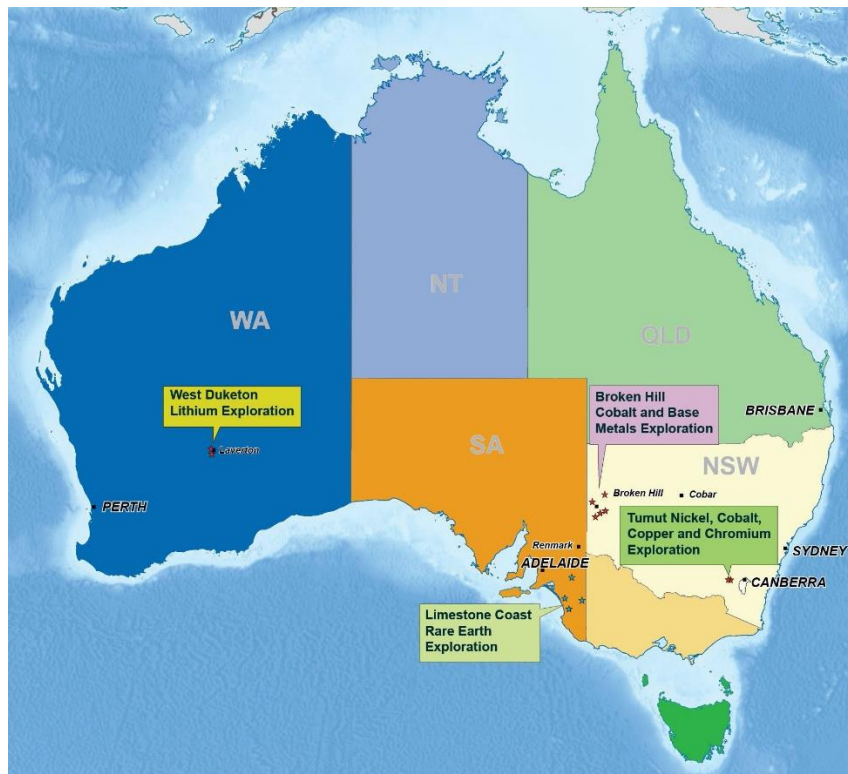 NT
WA
QLD
West Duketon
Lithium Exploration
Broken Hill
Cobalt and Base
Metals Exploration
BRISBANE
Laverton
SA
NSW
Broken Hill
Cobar
PERTH
Tumut Nickel, Cobalt,
Copper and Chromium
Exploration
Renmark
SYDNEY
ADELAIDE
CANBERRA
Limestone Coast
Rare Earth
Exploration